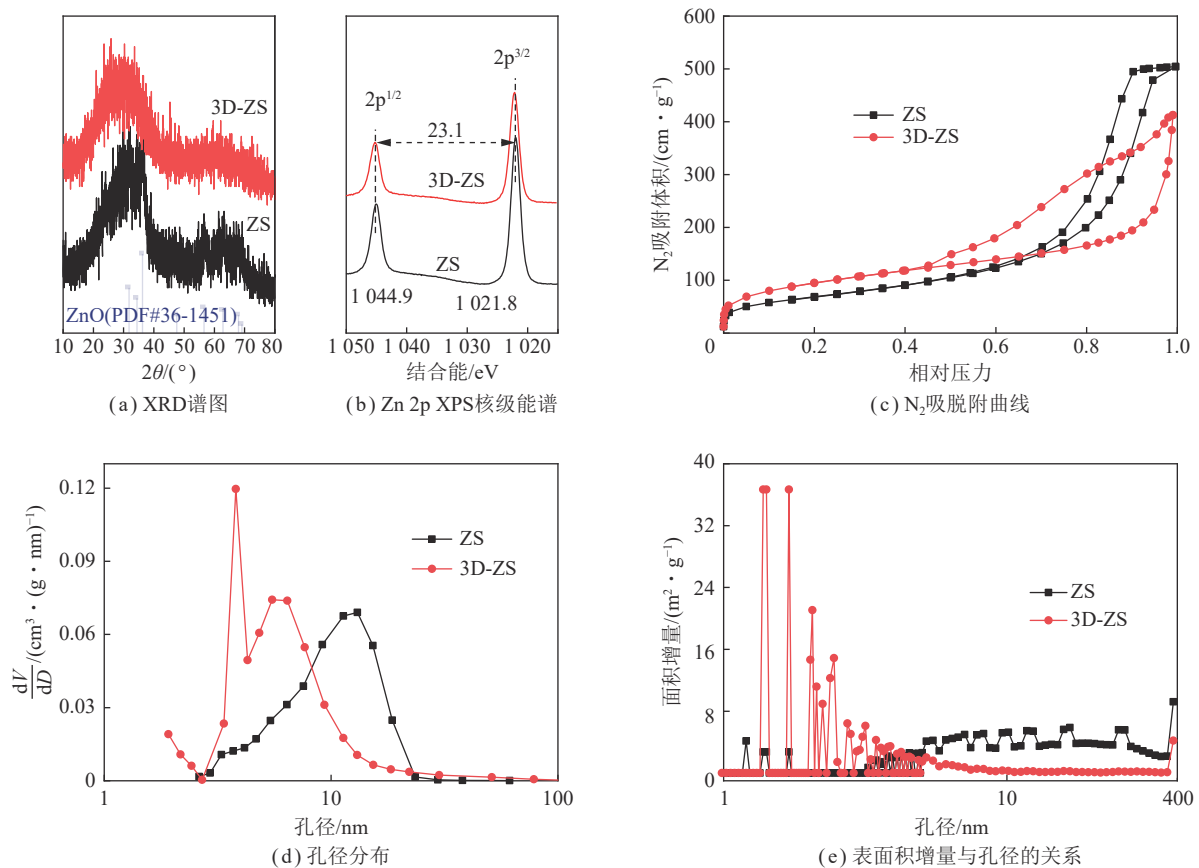 3D-ZS
ZS
ZnO(PDF#36-1451)
10 20 30 40 50 60 70 80
2θ/(°)
(a) XRD谱图
2p^{3/2}
2p^{1/2}
23.1
3D-ZS
ZS
1 044.9
1 021.8
1 050 1 040 1 030 1 020
结合能/eV
(b) Zn 2p XPS核级能谱
600
500
400
300
200
100
0
N₂吸附体积/(cm·g⁻¹)
ZS
3D-ZS
0.2 0.4 0.6 0.8 1.0
相对压力
(c) N₂吸脱附曲线
0.12
0.09
0.06
0.03
0
dV/dD/(cm³·(g·nm)⁻¹)
ZS
3D-ZS
1 10 100
孔径/nm
(d) 孔径分布
40
32
24
16
8
0
面积增量/(m²·g⁻¹)
ZS
3D-ZS
1 10 400
孔径/nm
(e) 表面积增量与孔径的关系